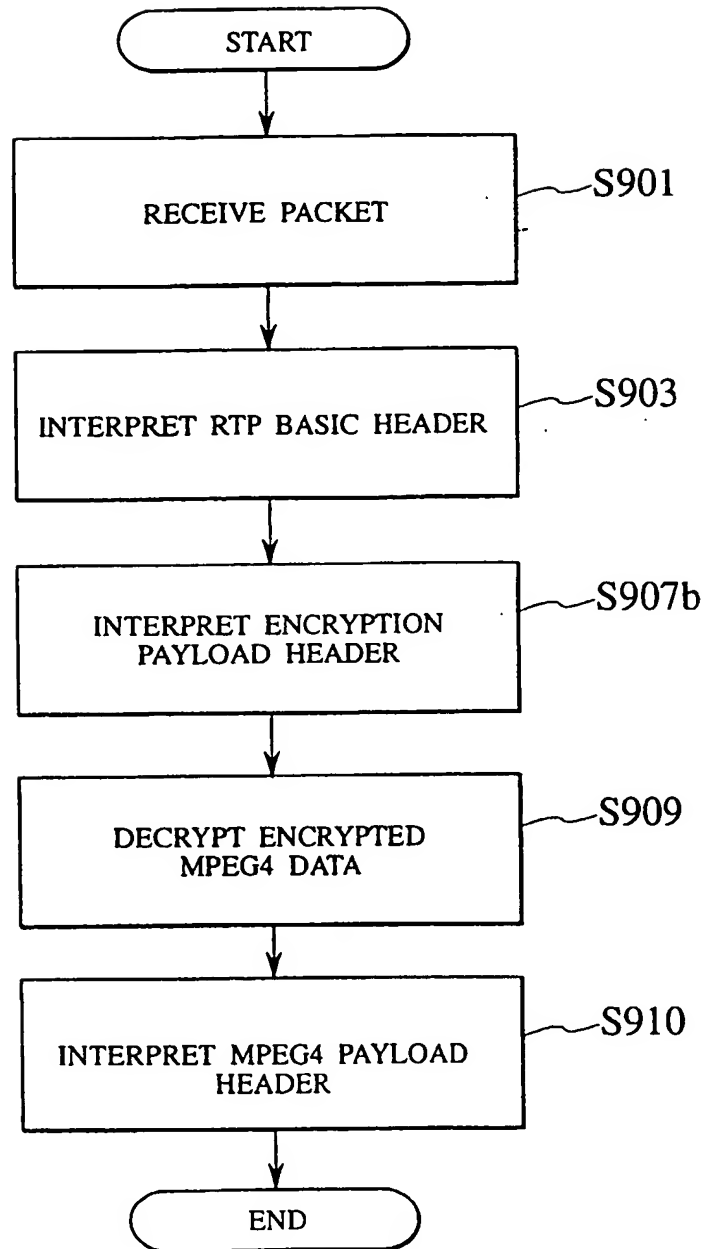 START
RECEIVE PACKET
S901
INTERPRET RTP BASIC HEADER
S903
INTERPRET ENCRYPTION
PAYLOAD HEADER
S907b
DECRYPT ENCRYPTED
MPEG4 DATA
S909
INTERPRET MPEG4 PAYLOAD
HEADER
S910
END